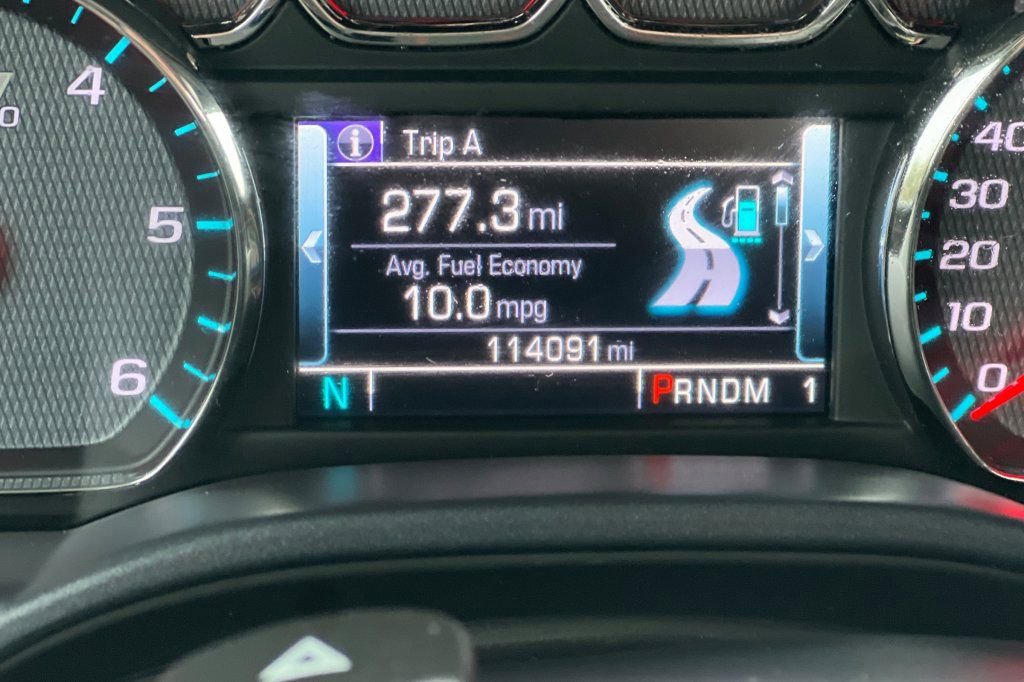 Trip A
277.3 mi
Avg. Fuel Economy
10.0 mpg
114091 mi
N
PRNDM 1
4
5
6
40
30
20
10
0